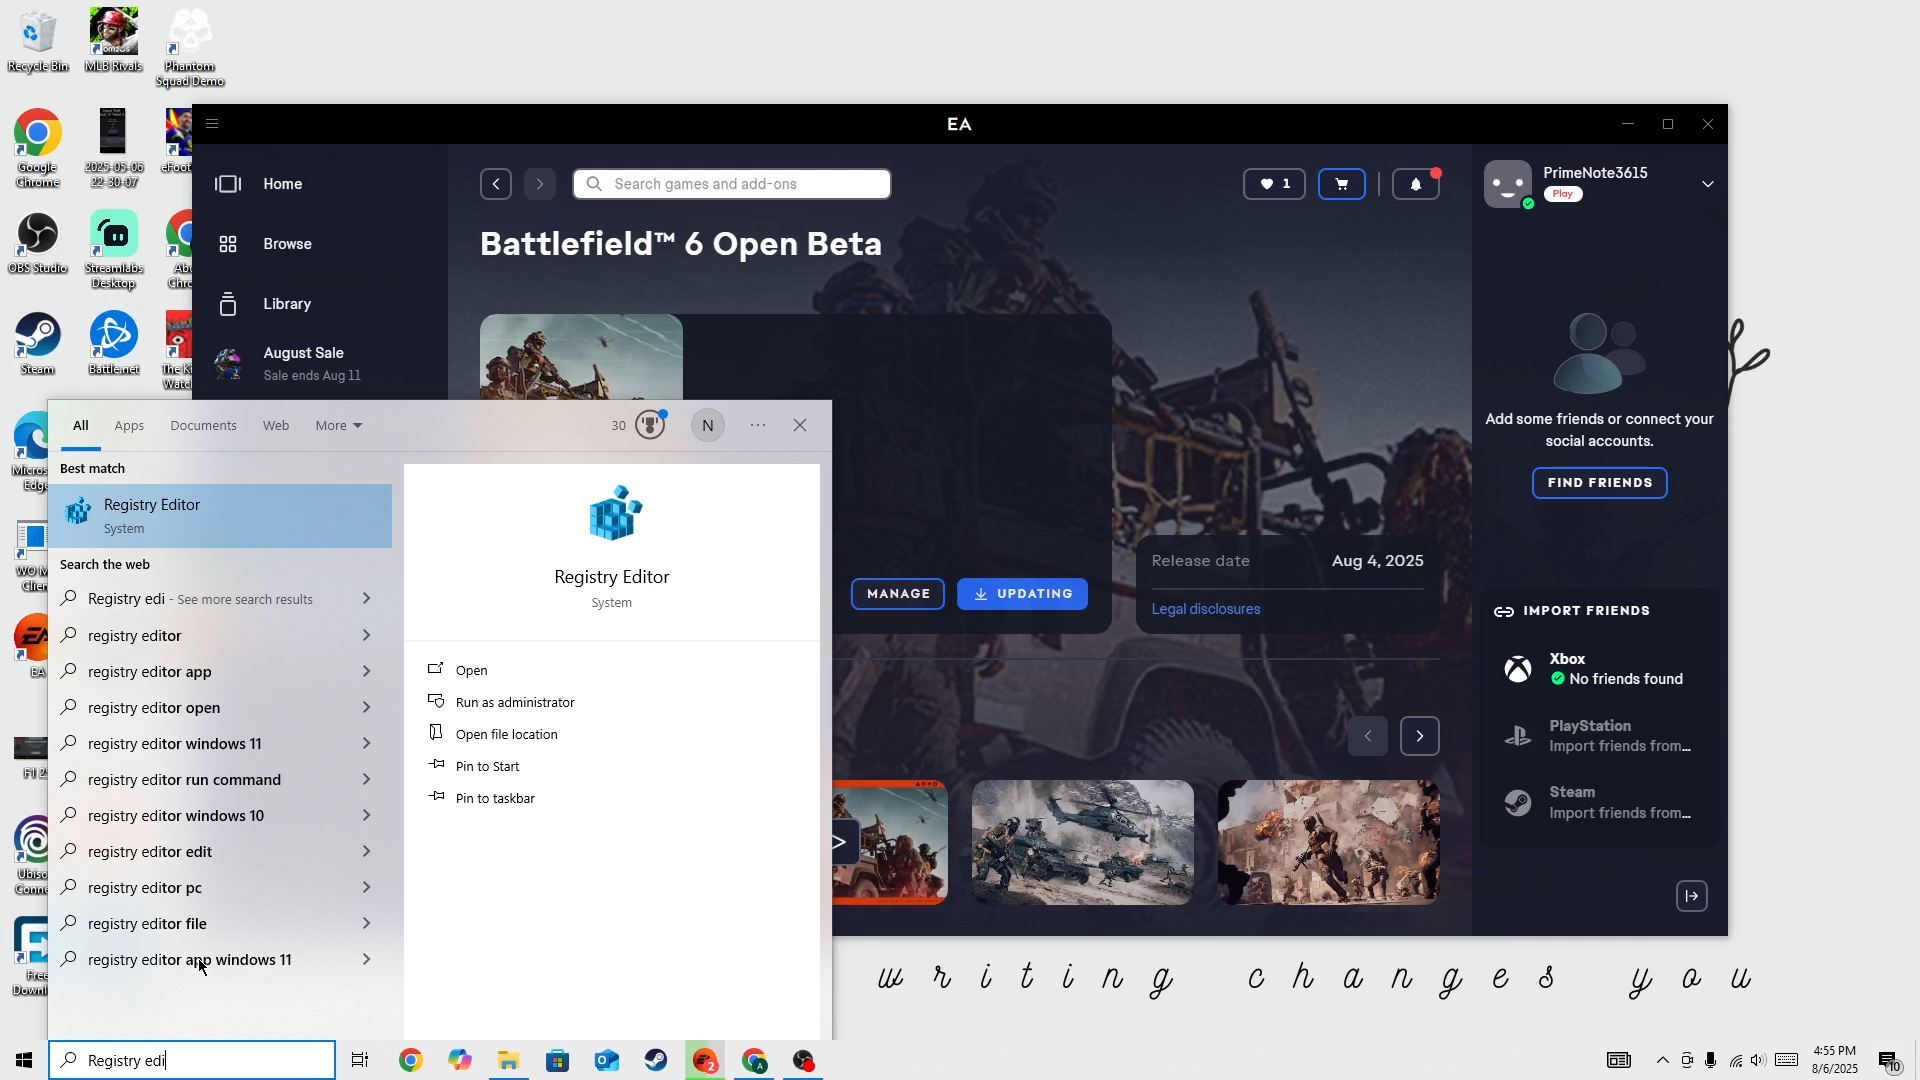 Recycle Bin
MLB Rivals
Phantom
Squad Demo
Google
Chrome
2025-05-06
22-30-07
eFoot
OBS Studio
Streamlabs
Desktop
Steam
Battle.net
EA
EA
Home
Browse
Library
August Sale
Sale ends Aug 11
Search games and add-ons
1
PrimeNote3615
Play
Battlefield™ 6 Open Beta
MANAGE
UPDATING
Release date
Aug 4, 2025
Legal disclosures
Add some friends or connect your
social accounts.
FIND FRIENDS
IMPORT FRIENDS
Xbox
No friends found
PlayStation
Import friends from...
Steam
Import friends from...
All
Apps
Documents
Web
More
30
N
Best match
Registry Editor
System
Search the web
Registry edi - See more search results
registry editor
registry editor app
registry editor open
registry editor windows 11
registry editor run command
registry editor windows 10
registry editor edit
registry editor pc
registry editor file
registry editor app windows 11
Registry Editor
System
Open
Run as administrator
Open file location
Pin to Start
Pin to taskbar
writing changes you
Registry edi
2
A
4:55 PM
8/6/2025
10